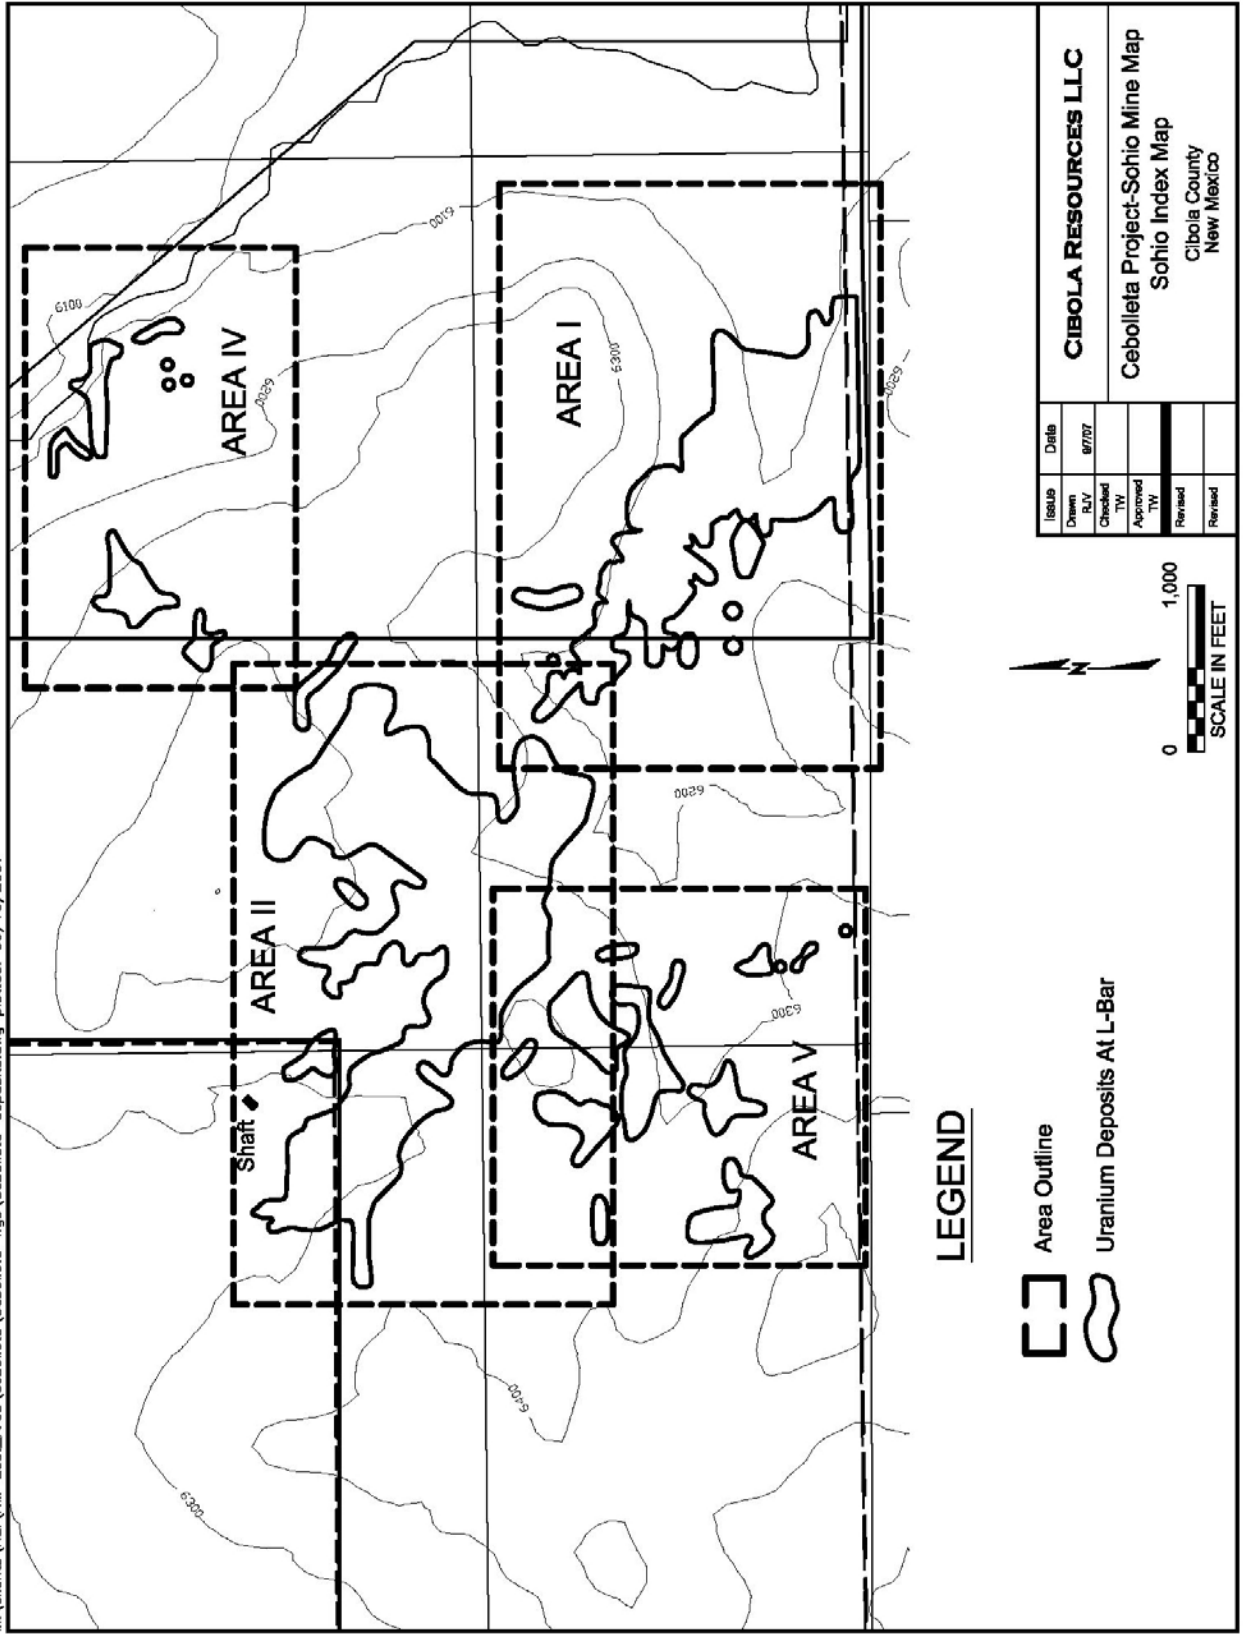 6100
AREA IV
6200
6100
AREA I
6300
6200
AREA II
Shaft
6200
6300
AREA V
6400
6300
LEGEND
Area Outline
Uranium Deposits At L-Bar
N
0 1,000
SCALE IN FEET
Issue Date
Drawn
RJV 9/7/07
Checked
TW
Approved
TW
Revised
Revised
CIBOLA RESOURCES LLC
Cebolleta Project-Sohio Mine Map
Sohio Index Map
Cibola County
New Mexico